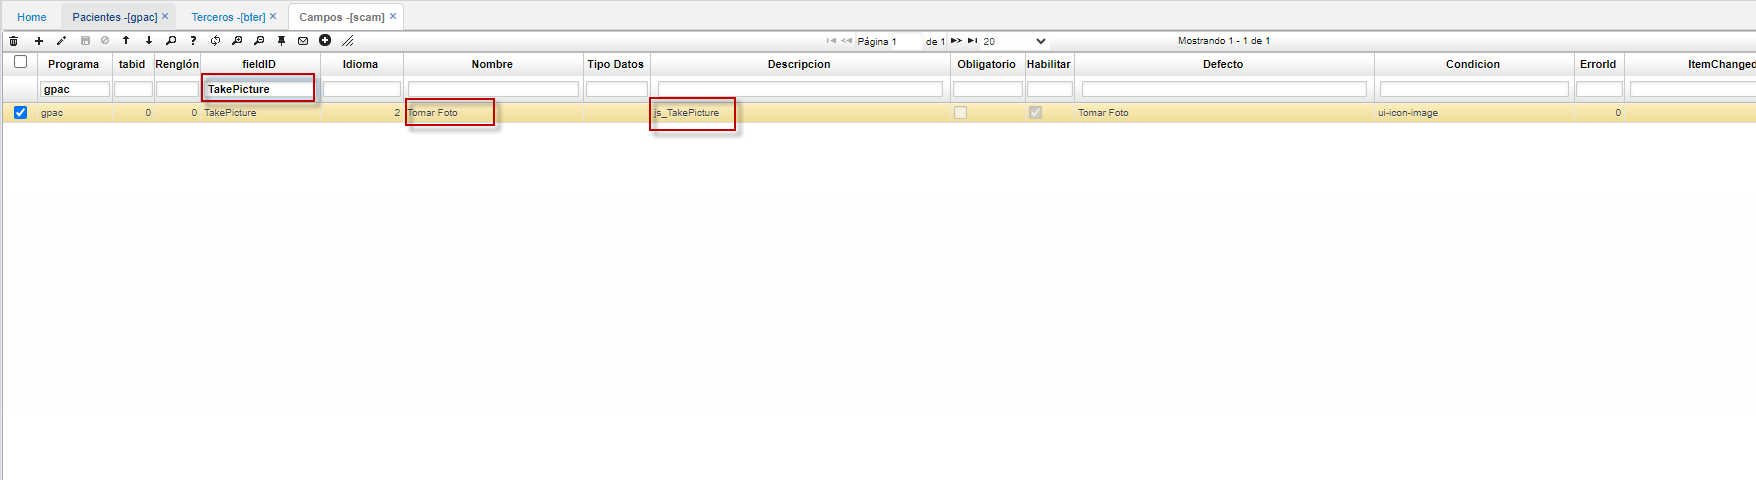 Home Pacientes -[gpac] Terceros -[bter] Campos -[scam]
Página 1 de 1 20 Mostrando 1 - 1 de 1
Programa tabid Renglón fieldID Idioma Nombre Tipo Datos Descripcion Obligatorio Habilitar Defecto Condicion ErrorId ItemChanged
gpac TakePicture
gpac 0 0 TakePicture 2 Tomar Foto js_TakePicture Tomar Foto ui-icon-image 0